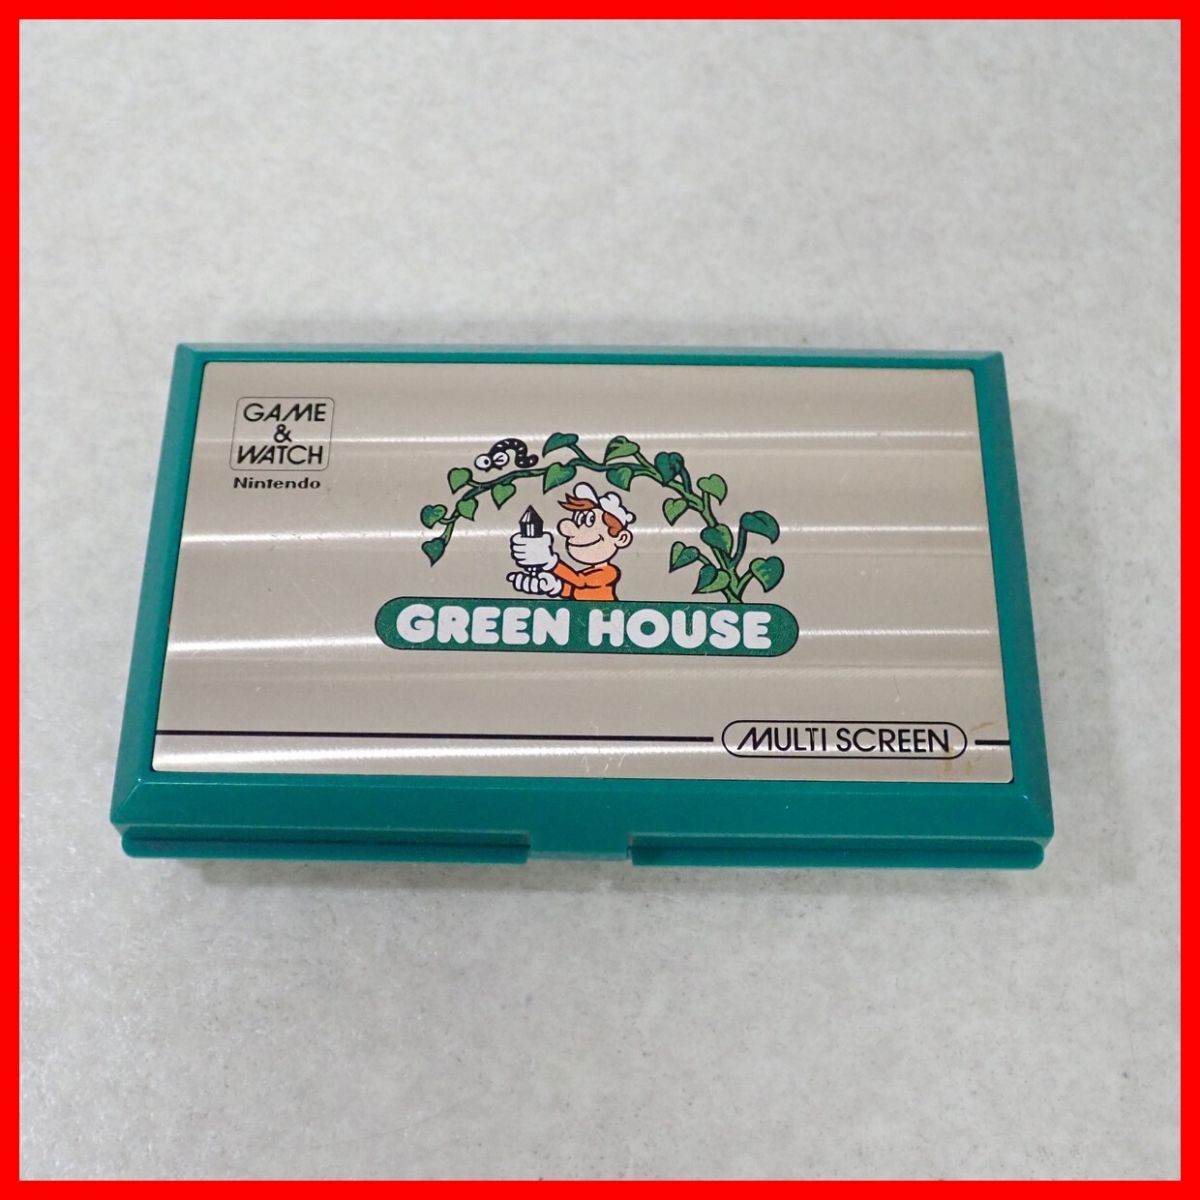 GAME
&
WATCH
Nintendo
GREEN HOUSE
MULTI SCREEN